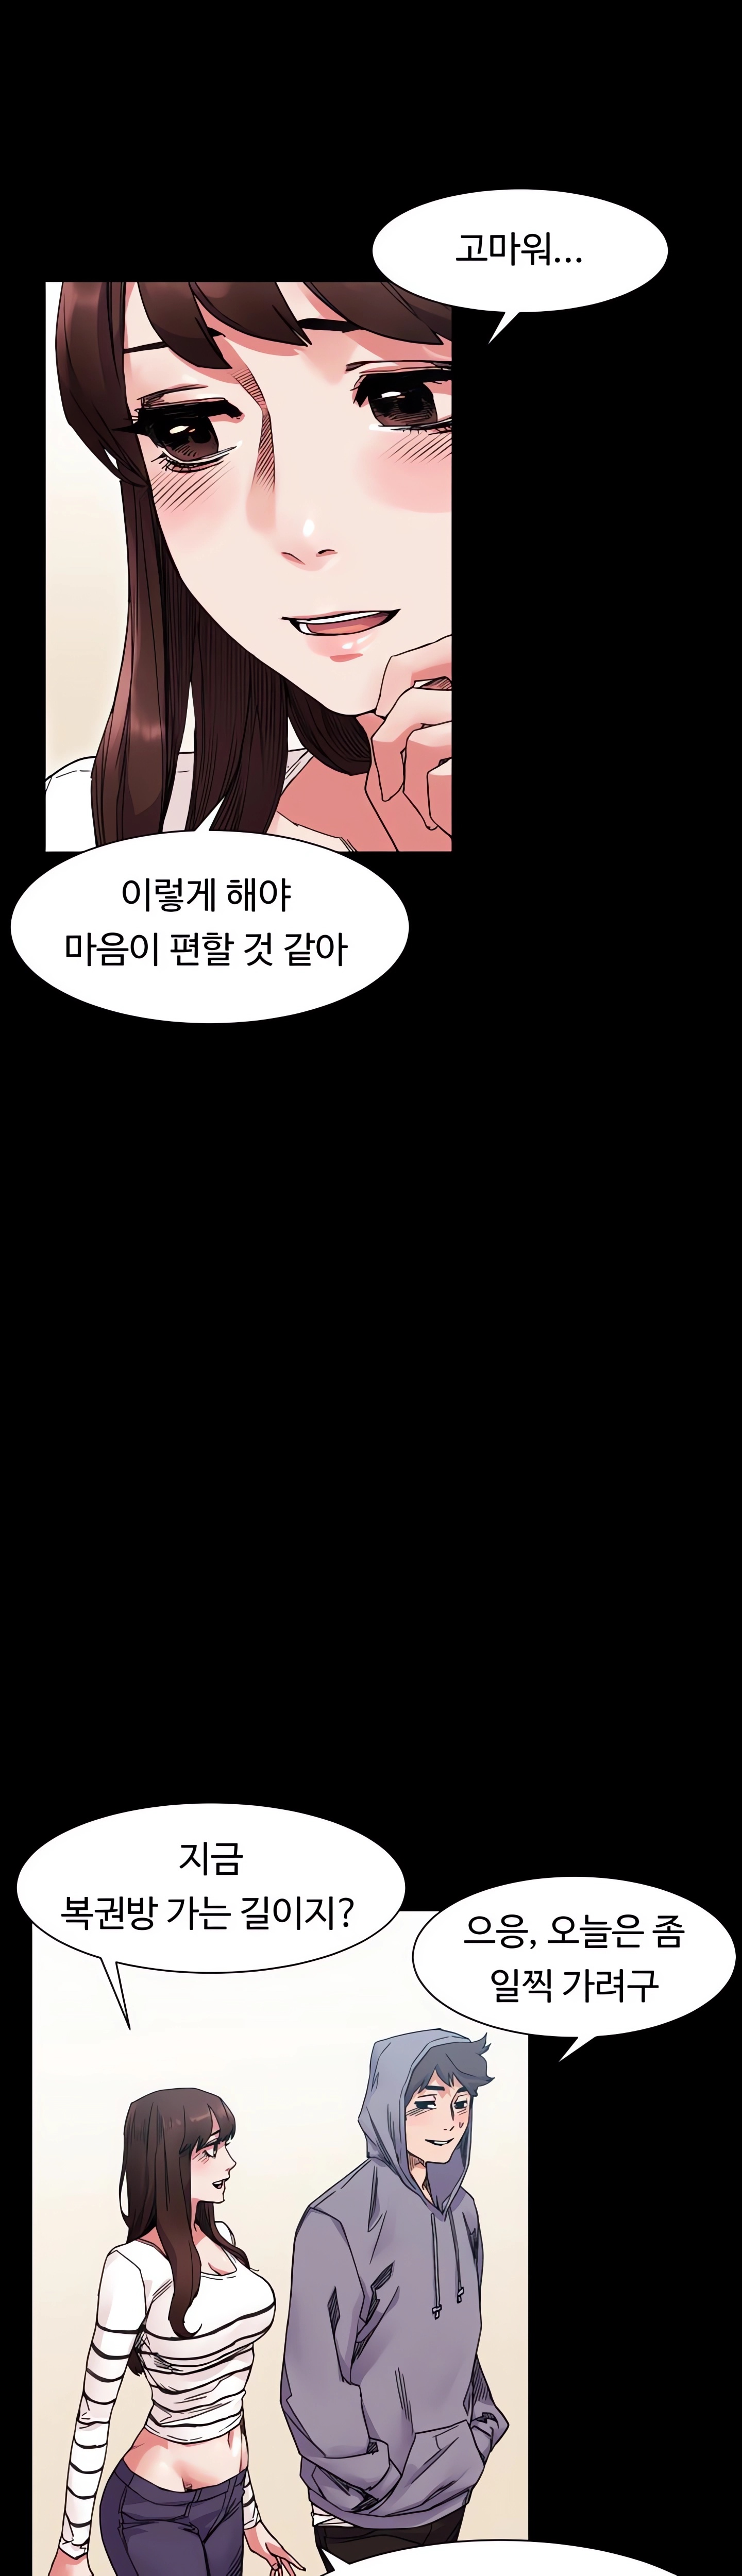 고마워...
이렇게 해야
마음이 편할 것 같아
지금
복권방 가는 길이지?
으응, 오늘은 좀
일찍 가려구